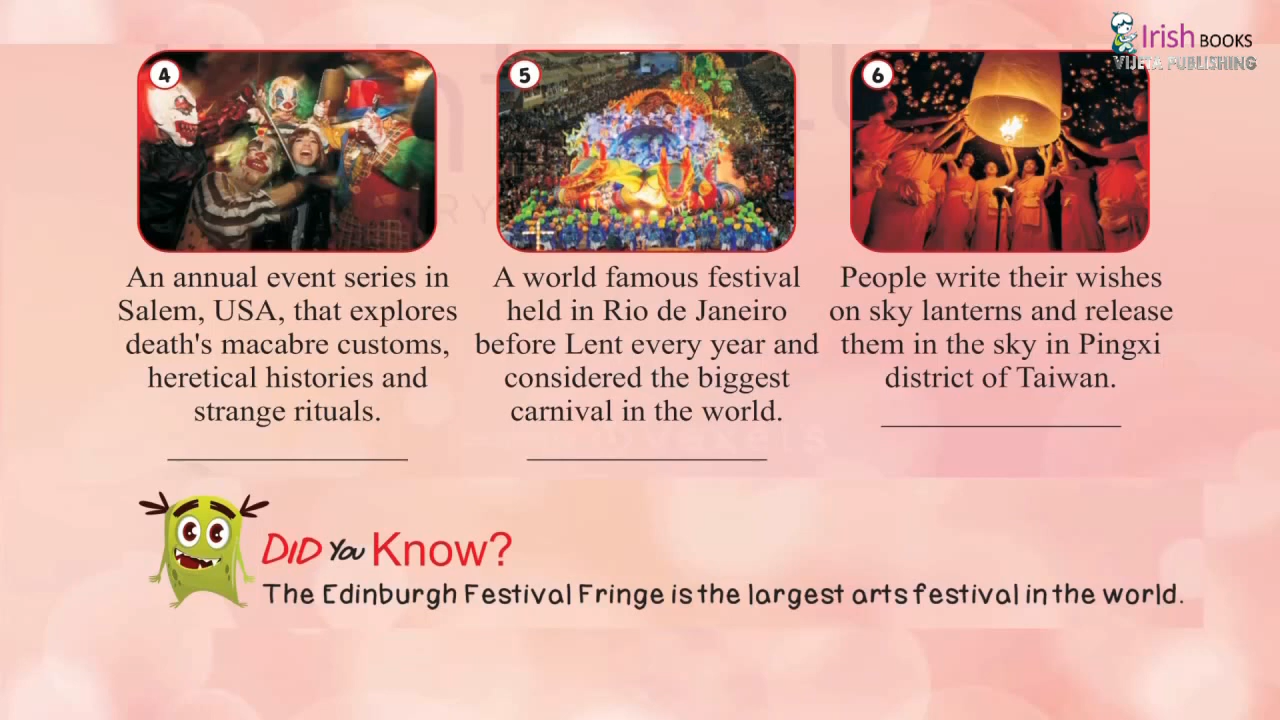 Irish BOOKS
VIJETA PUBLISHING
4
5
6
An annual event series in
Salem, USA, that explores
death's macabre customs,
heretical histories and
strange rituals.
A world famous festival
held in Rio de Janeiro
before Lent every year and
considered the biggest
carnival in the world.
People write their wishes
on sky lanterns and release
them in the sky in Pingxi
district of Taiwan.
DID You Know?
The Edinburgh Festival Fringe is the largest arts festival in the world.